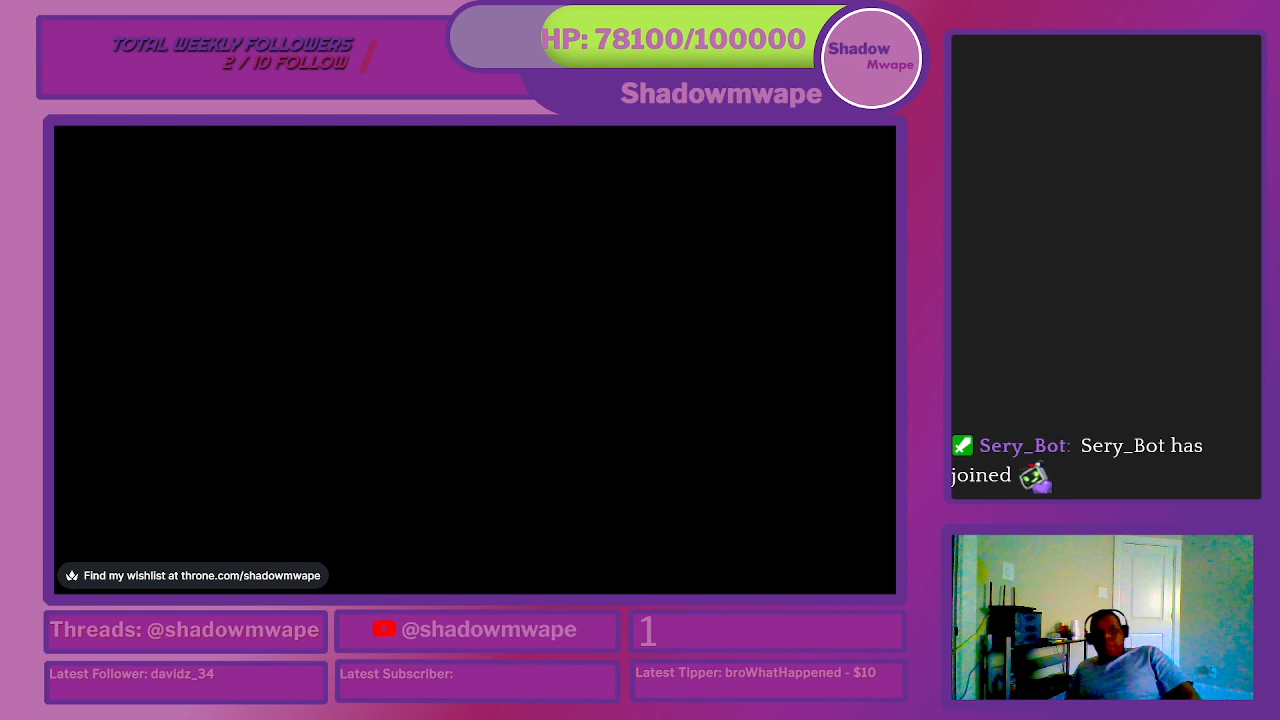 TOTAL WEEKLY FOLLOWERS
2 / 10 FOLLOW
HP: 78100/100000
Shadow
Mwape
Shadowmwape
Sery_Bot: Sery_Bot has
joined
Find my wishlist at throne.com/shadowmwape
Threads: @shadowmwape
@shadowmwape
1
Latest Follower: davidz_34
Latest Subscriber:
Latest Tipper: broWhatHappened - $10